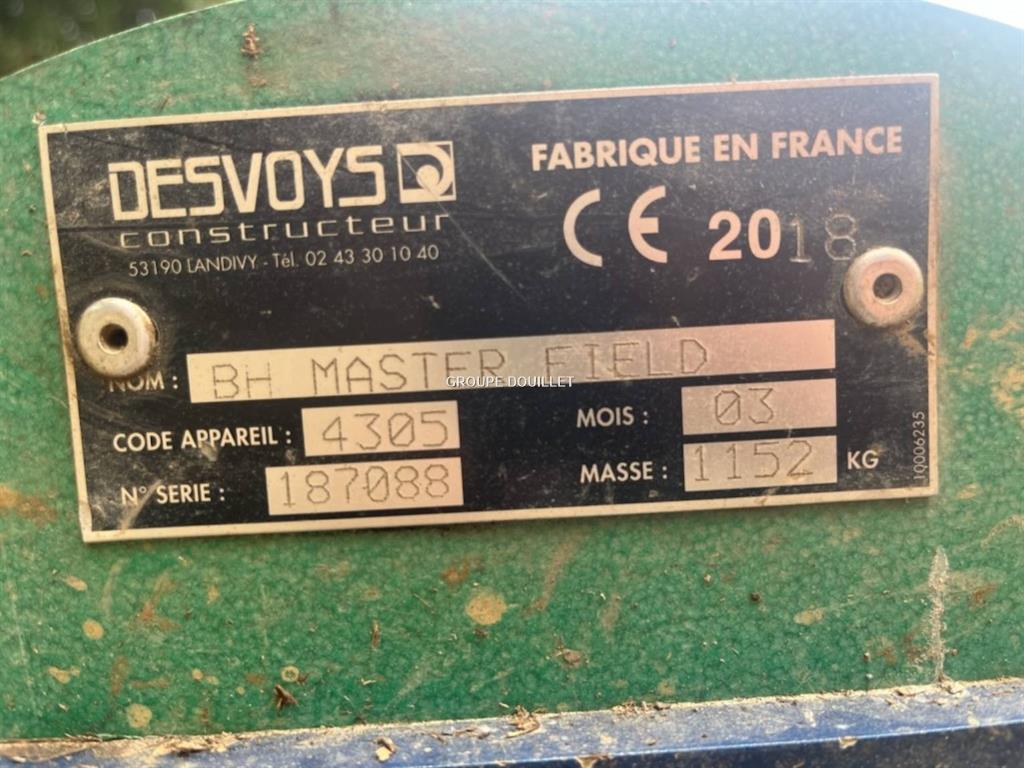 DESVOYS
constructeur
53190 LANDIVY - Tél. 02 43 30 10 40
FABRIQUE EN FRANCE
CE 2018
NOM : BH MASTER FIELD
GROUPE DOUILLET
CODE APPAREIL : 4305
MOIS : 03
N° SERIE : 187088
MASSE : 1152 KG
10006235